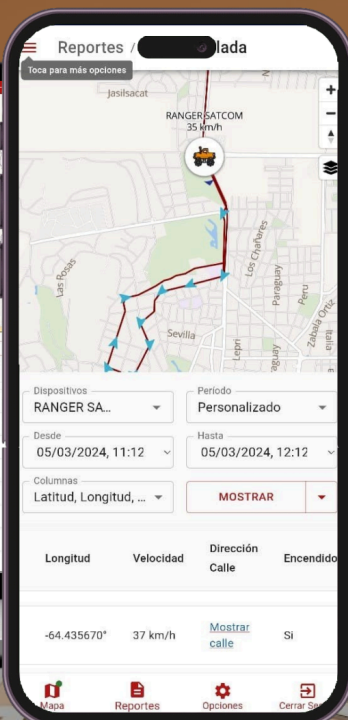 Reportes / lada
Toca para más opciones
Jasilsacat
RANGER SATCOM
35 km/h
Las Rosas
Los Chañares
Paraguay
Peru
Zabala Ortiz
Italia
Sevilla
Lepri
Dispositivos
RANGER SA...
Período
Personalizado
Desde
05/03/2024, 11:12
Hasta
05/03/2024, 12:12
Columnas
Latitud, Longitud, ...
MOSTRAR
Longitud Velocidad Dirección Calle Encendido
-64.435670° 37 km/h Mostrar calle Si
Mapa
Reportes
Opciones
Cerrar Se